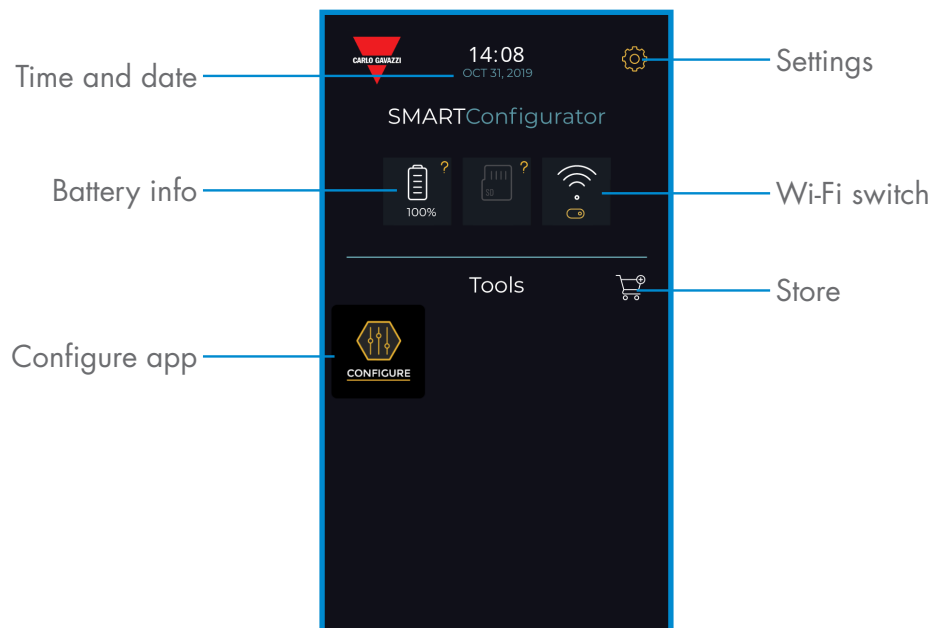 CARLO GAVAZZI
14:08
OCT 31, 2019
Time and date
Settings
SMARTConfigurator
?
?
SD
100%
Battery info
Wi-Fi switch
Tools
Store
Configure app
CONFIGURE